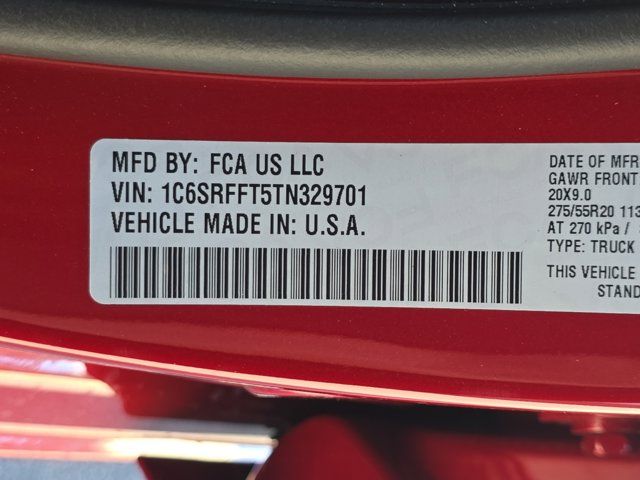 MFD BY: FCA US LLC
VIN: 1C6SRFFT5TN329701
VEHICLE MADE IN: U.S.A.
DATE OF MFR
GAWR FRONT
20X9.0
275/55R20 113
AT 270 kPa /
TYPE: TRUCK
THIS VEHICLE
STAND